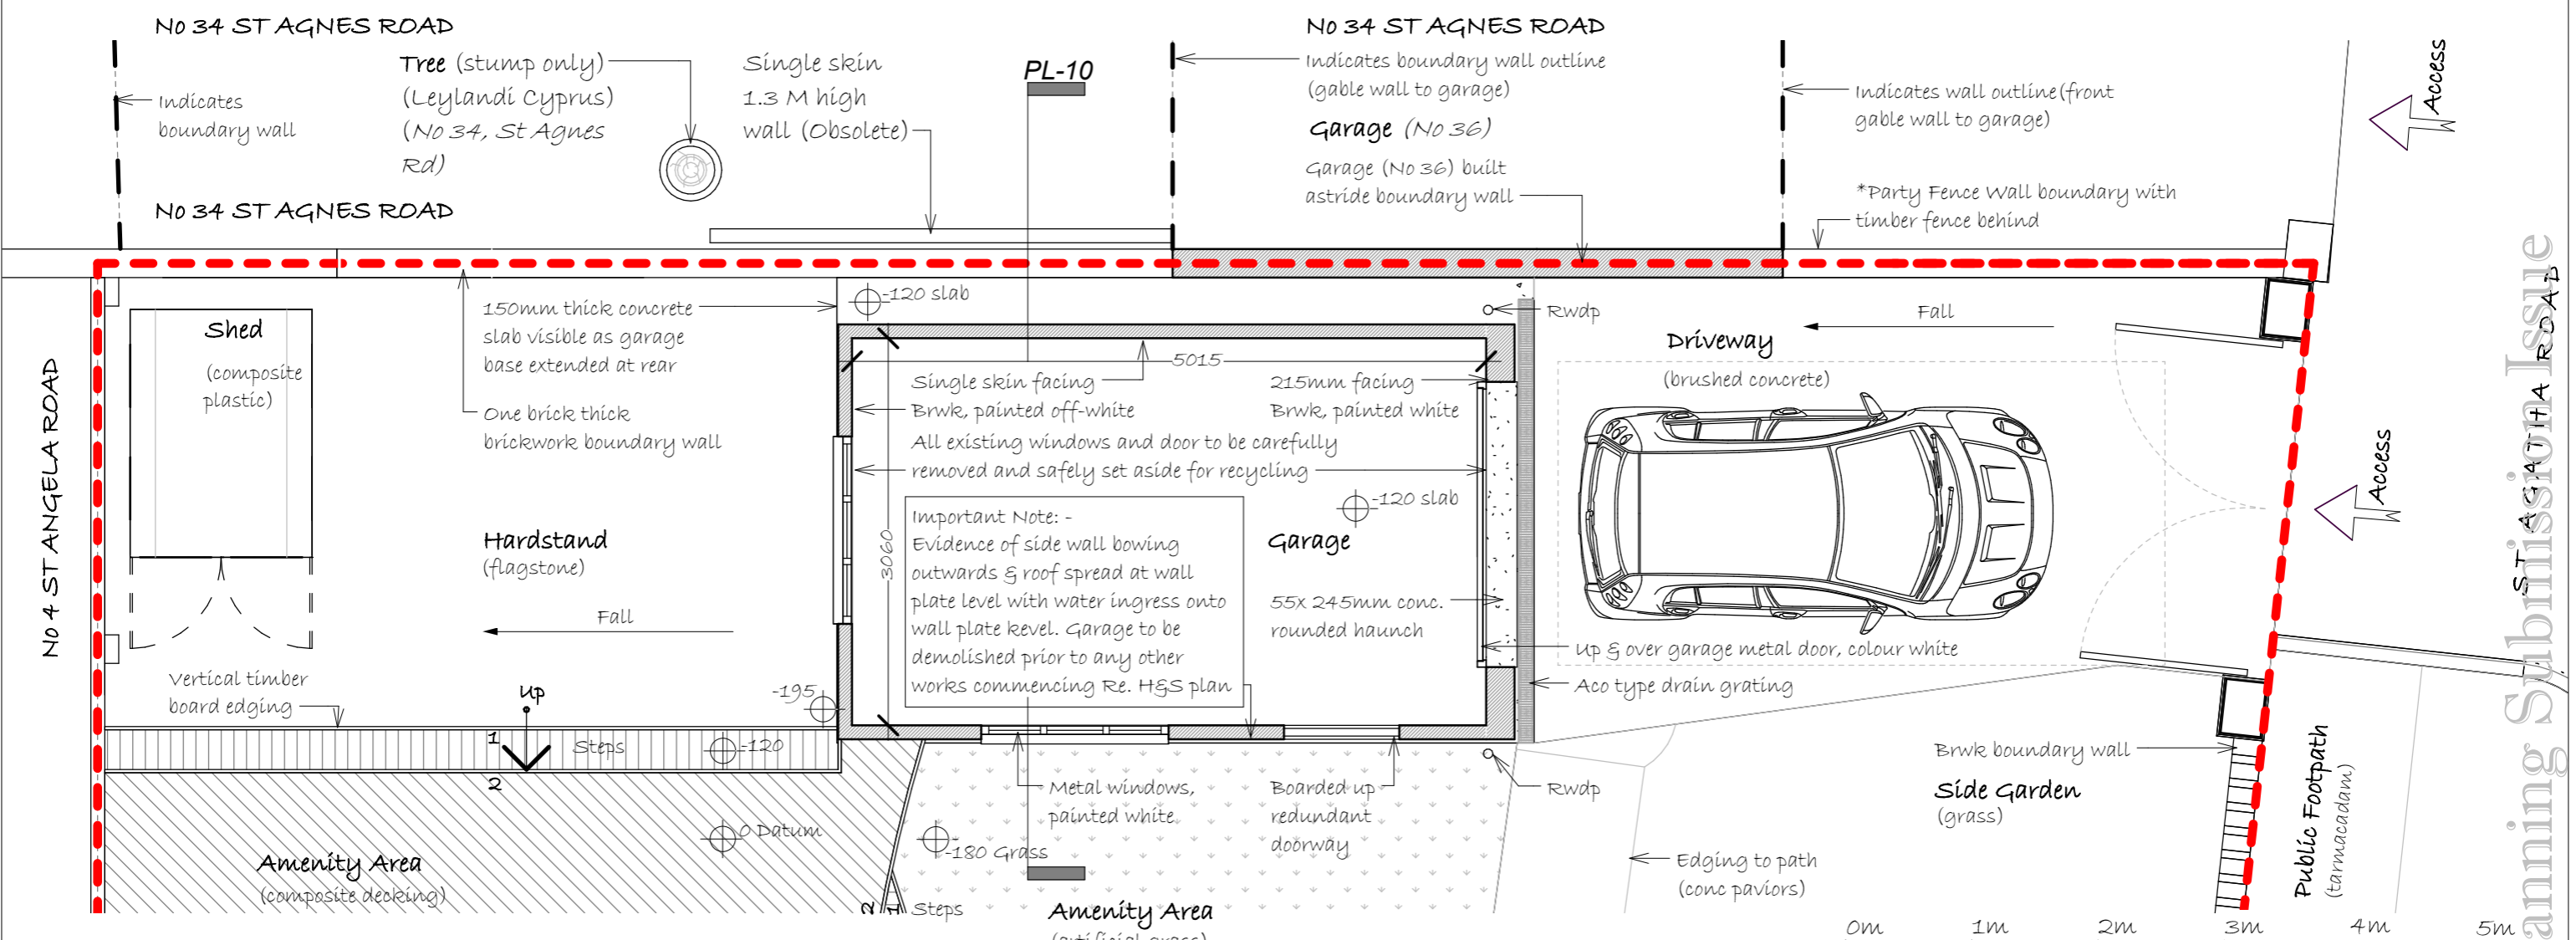 No 34 ST AGNES ROAD
Indicates
boundary wall
No 34 ST AGNES ROAD
Tree (stump only)
(Leylandi Cyprus)
(No 34, St Agnes
Rd)
Single skin
1.3 M high
wall (Obsolete)
PL-10
No 34 ST AGNES ROAD
Indicates boundary wall outline
(gable wall to garage)
Garage (No 36)
Garage (No 36) built
astride boundary wall
Indicates wall outline(front
gable wall to garage)
*Party Fence Wall boundary with
timber fence behind
Access
No 4 ST ANGELA ROAD
Shed
(composite
plastic)
150mm thick concrete
slab visible as garage
base extended at rear
One brick thick
brickwork boundary wall
Hardstand
(flagstone)
Fall
Vertical timber
board edging
Up
1
2
Steps
-195
-120
0 Datum
Amenity Area
(composite decking)
-120 slab
5015
3060
Single skin facing
Brwk, painted off-white
215mm facing
Brwk, painted white
All existing windows and door to be carefully
removed and safely set aside for recycling
-120 slab
Important Note: -
Evidence of side wall bowing
outwards & roof spread at wall
plate level with water ingress onto
wall plate kevel. Garage to be
demolished prior to any other
works commencing Re. H&S plan
Garage
55x 245mm conc.
rounded haunch
Rwdp
Driveway
(brushed concrete)
Fall
Up & over garage metal door, colour white
Aco type drain grating
Access
ST AGATHA ROAD
Metal windows,
painted white
Boarded up
redundant
doorway
Rwdp
-180 Grass
2
1
Steps
Amenity Area
(artificial grass)
Edging to path
(conc paviors)
Brwk boundary wall
Side Garden
(grass)
Public Footpath
(tarmacadam)
0m 1m 2m 3m 4m 5m
anning Submission Issue